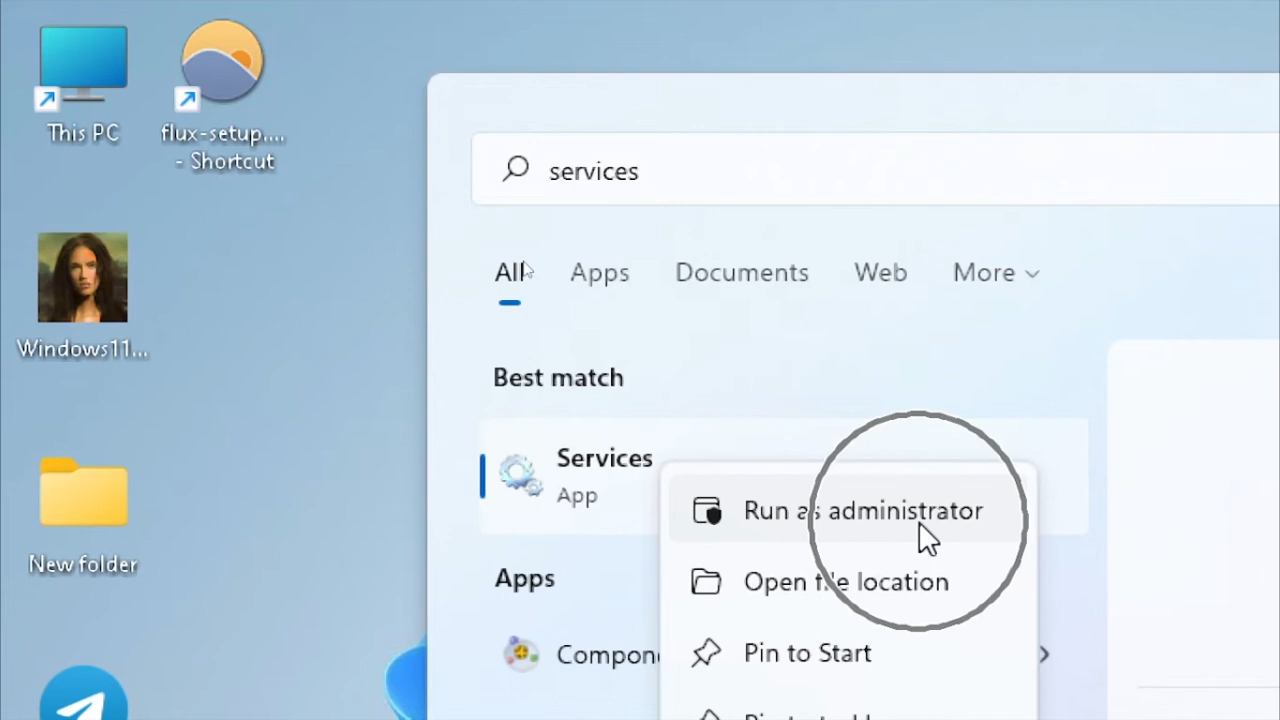 This PC
flux-setup....
- Shortcut
Windows11...
New folder
services
All
Apps
Documents
Web
More
Best match
Services
App
Run as administrator
Open file location
Apps
Pin to Start